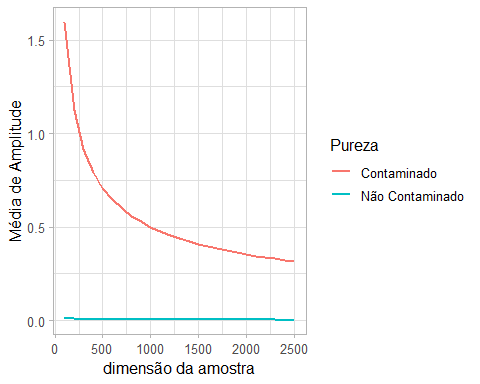 Média de Amplitude
1.5
1.0
0.5
0.0
0 500 1000 1500 2000 2500
dimensão da amostra
Pureza
Contaminado
Não Contaminado